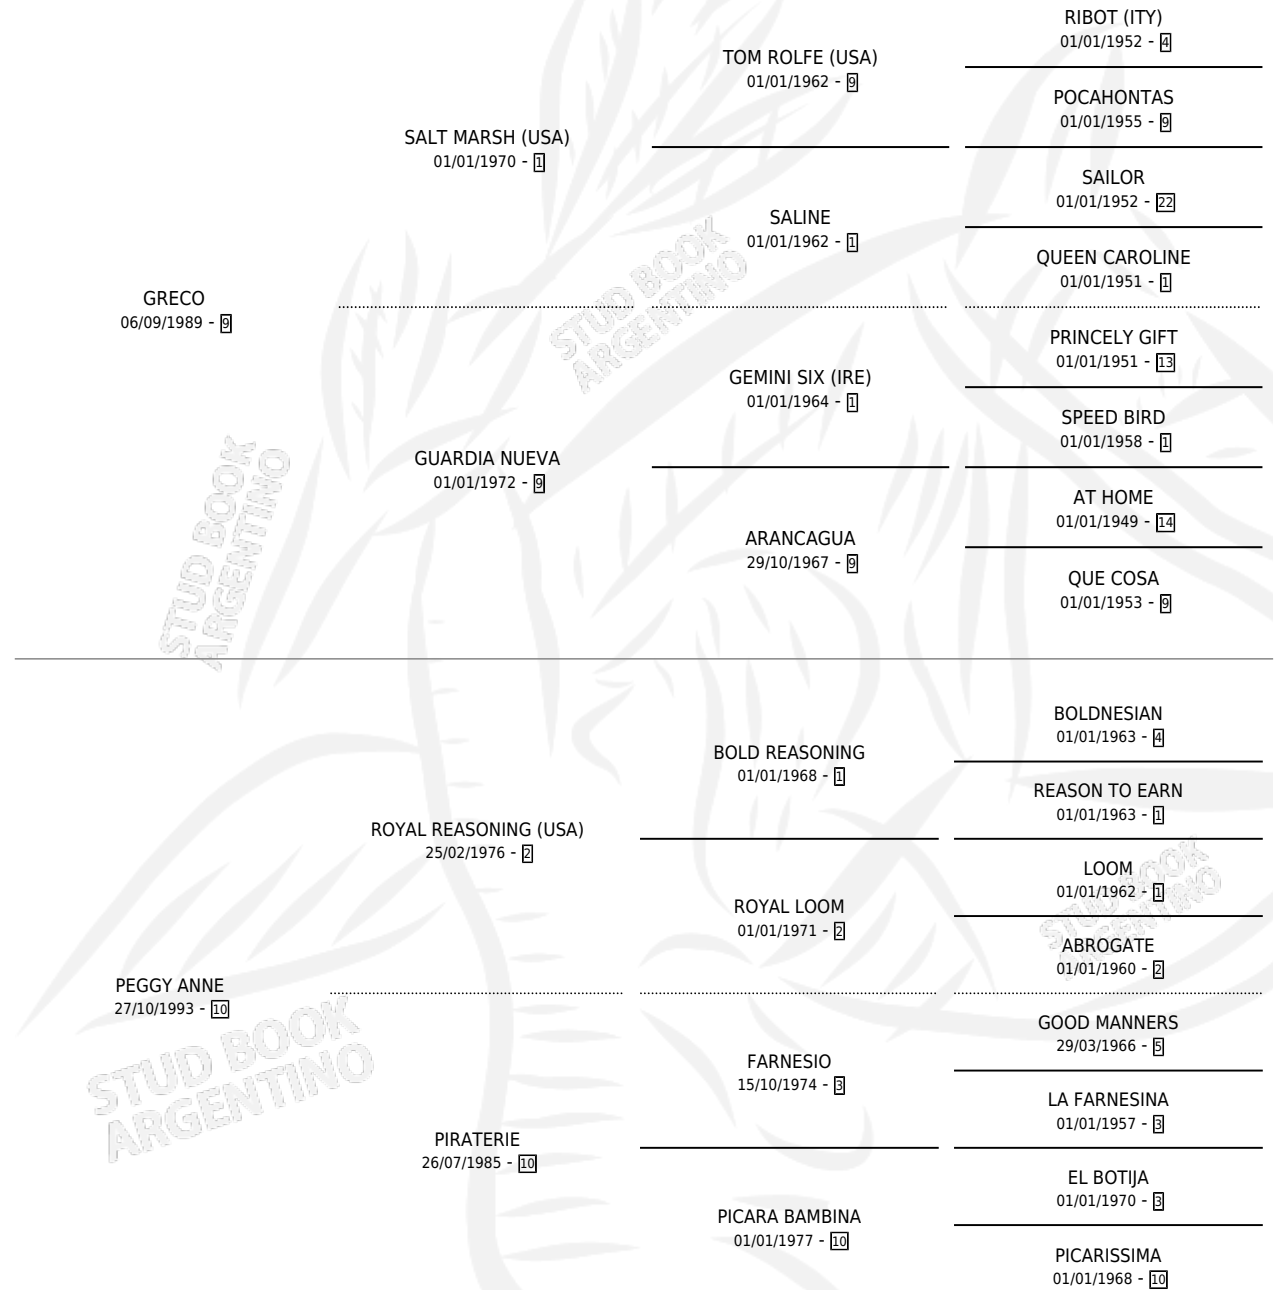 RIBOT (ITY)
01/01/1952 - 4
TOM ROLFE (USA)
01/01/1962 - 9
POCAHONTAS
01/01/1955 - 9
SALT MARSH (USA)
01/01/1970 - 1
SAILOR
01/01/1952 - 22
SALINE
01/01/1962 - 1
QUEEN CAROLINE
01/01/1951 - 1
GRECO
06/09/1989 - 9
PRINCELY GIFT
01/01/1951 - 13
GEMINI SIX (IRE)
01/01/1964 - 1
SPEED BIRD
01/01/1958 - 1
GUARDIA NUEVA
01/01/1972 - 9
AT HOME
01/01/1949 - 14
ARANCAGUA
29/10/1967 - 9
QUE COSA
01/01/1953 - 9
BOLDNESIAN
01/01/1963 - 4
BOLD REASONING
01/01/1968 - 1
REASON TO EARN
01/01/1963 - 1
ROYAL REASONING (USA)
25/02/1976 - 2
LOOM
01/01/1962 - 1
ROYAL LOOM
01/01/1971 - 2
ABROGATE
01/01/1960 - 2
PEGGY ANNE
27/10/1993 - 10
GOOD MANNERS
29/03/1966 - 5
FARNESIO
15/10/1974 - 3
LA FARNESINA
01/01/1957 - 3
PIRATERIE
26/07/1985 - 10
EL BOTIJA
01/01/1970 - 3
PICARA BAMBINA
01/01/1977 - 10
PICARISSIMA
01/01/1968 - 10
STUD BOOK
ARGENTINO
STUD BOOK
ARGENTINO
STUD BOOK
ARGENTINO
STUD BOOK
ARGENTINO